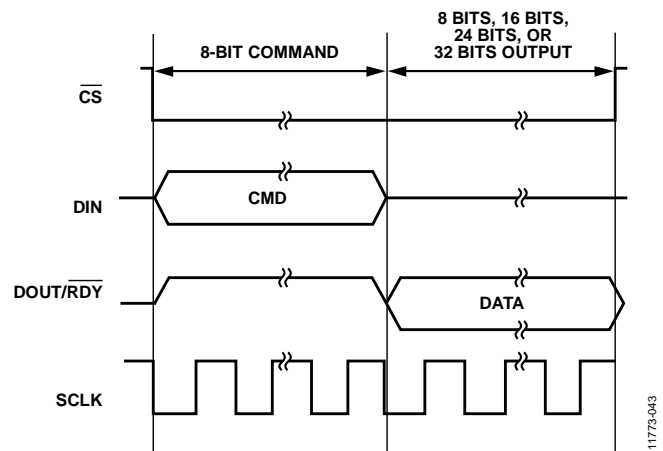 8 BITS, 16 BITS,
24 BITS, OR
32 BITS OUTPUT
8-BIT COMMAND
CS
DIN
CMD
DOUT/RDY
DATA
SCLK
11773-043